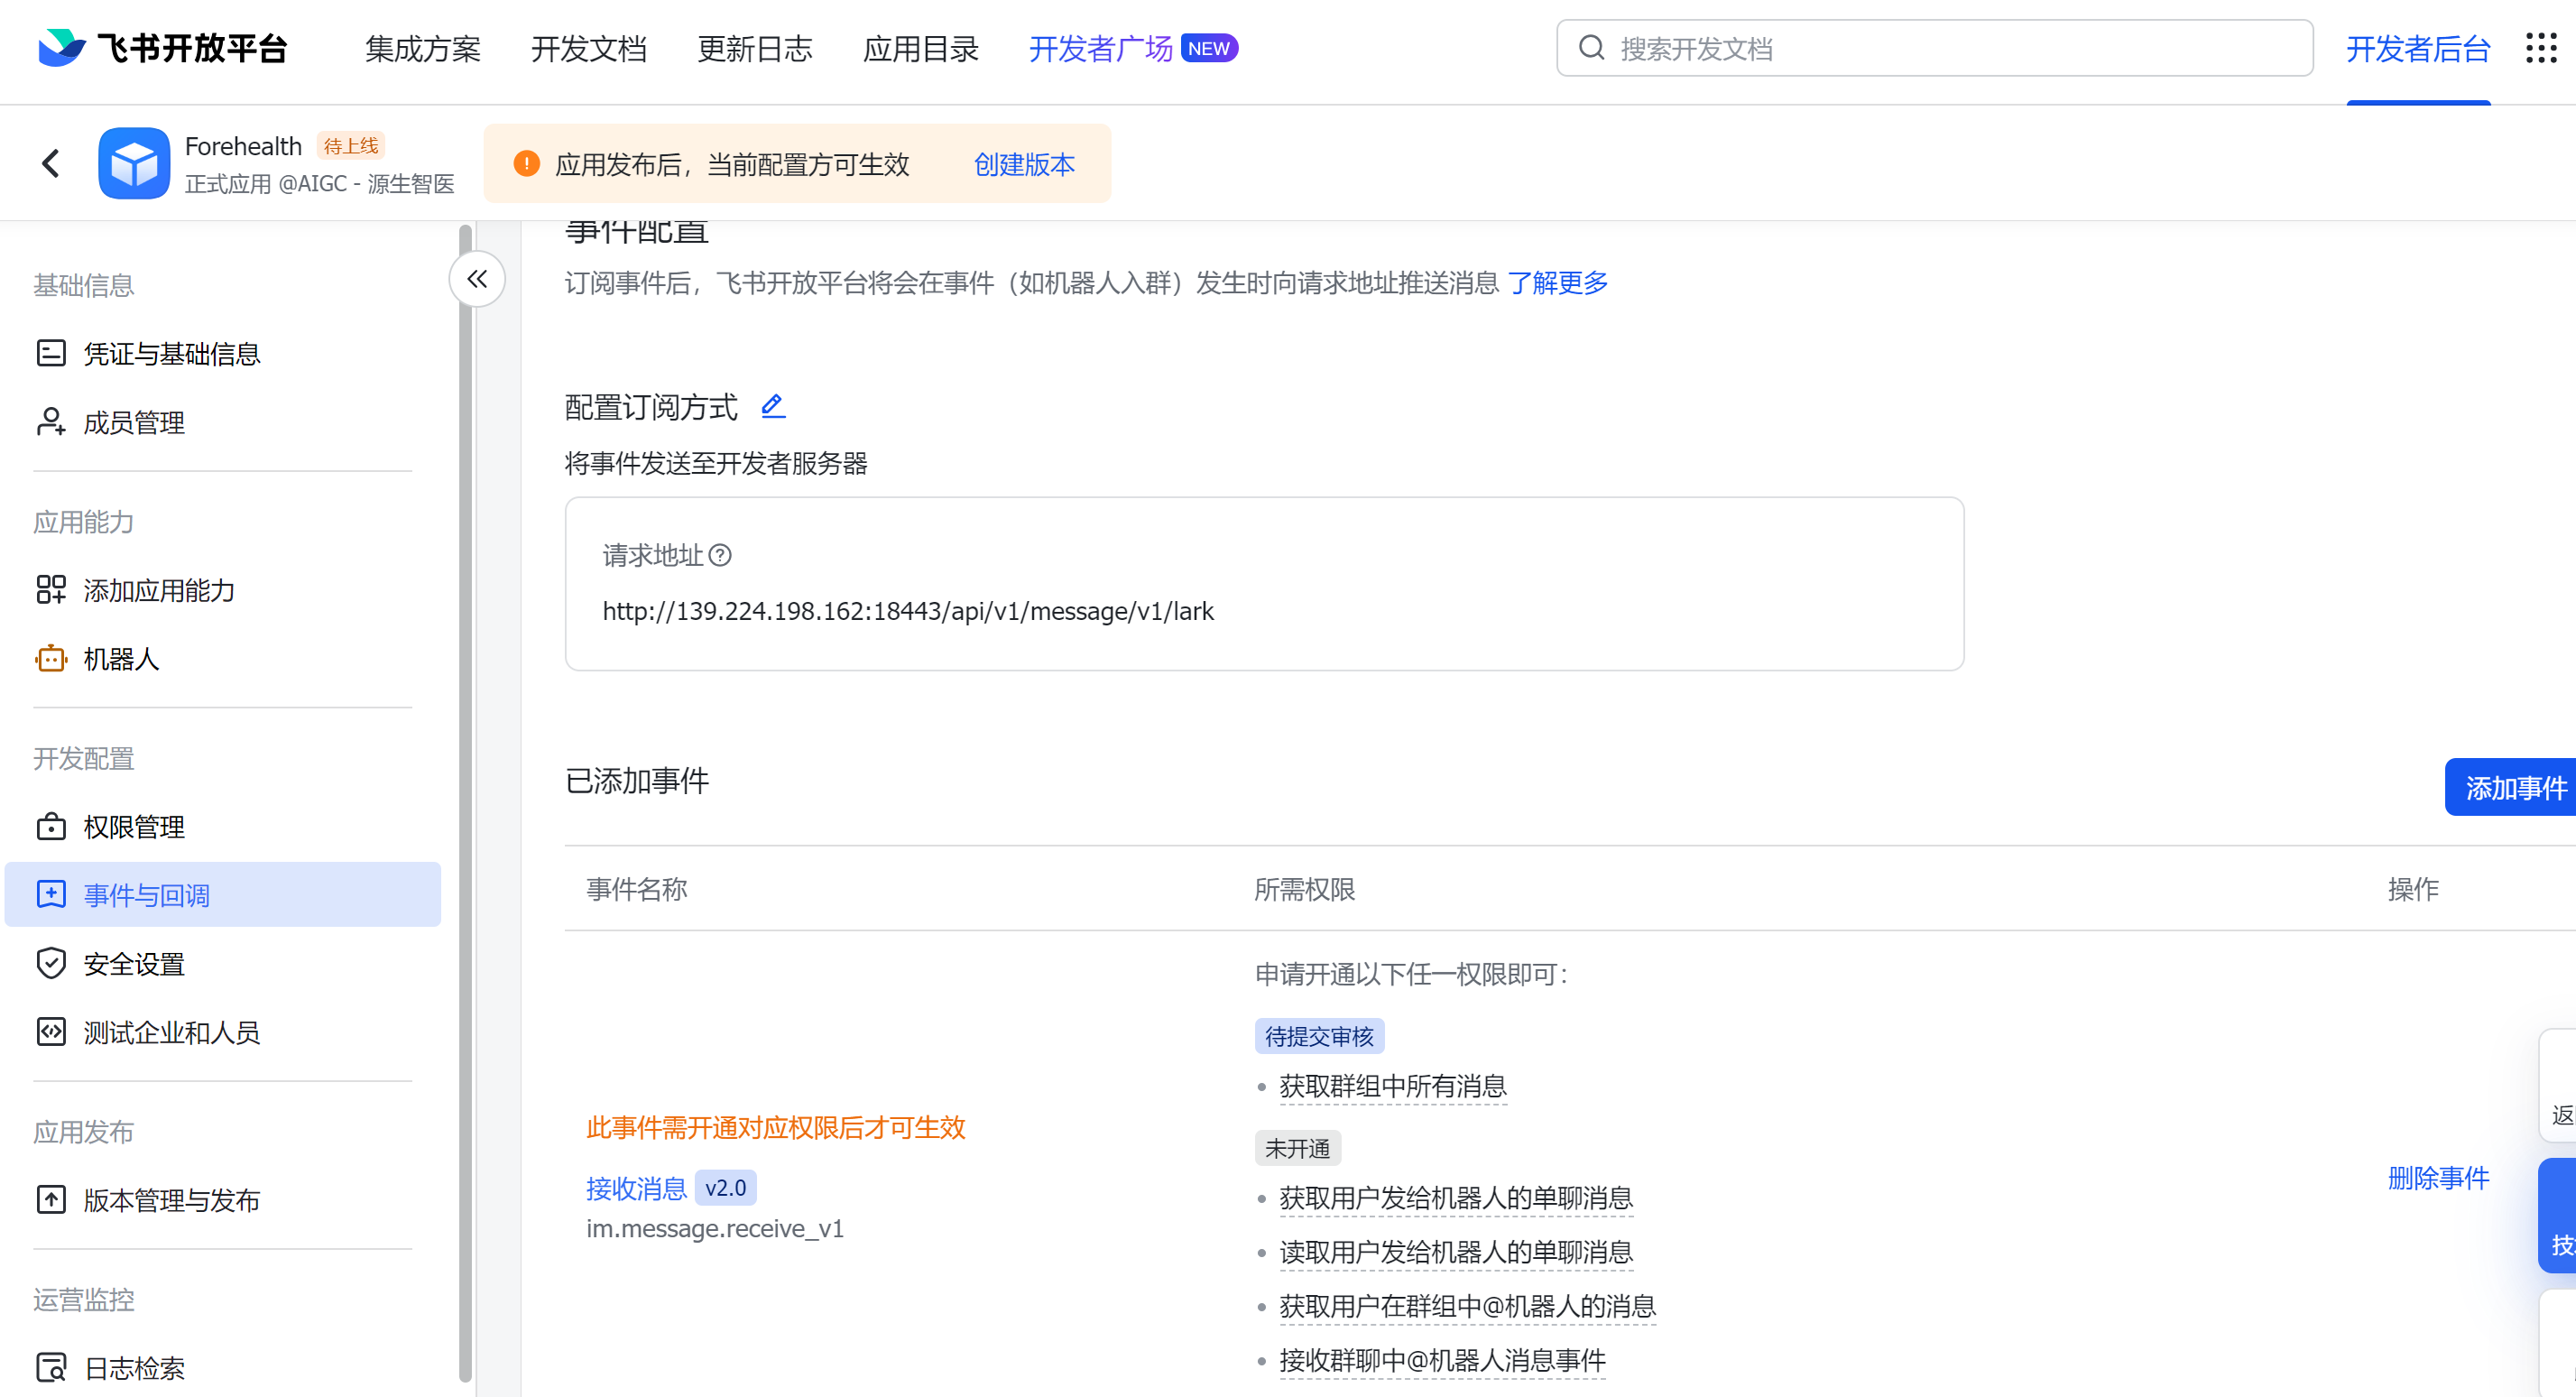 飞书开放平台
集成方案
开发文档
更新日志
应用目录
开发者广场 NEW
搜索开发文档
开发者后台
Forehealth 待上线
正式应用 @AIGC - 源生智医
应用发布后，当前配置方可生效
创建版本
基础信息
凭证与基础信息
成员管理
应用能力
添加应用能力
机器人
开发配置
权限管理
事件与回调
安全设置
测试企业和人员
应用发布
版本管理与发布
运营监控
日志检索
事件配置
订阅事件后，飞书开放平台将会在事件（如机器人入群）发生时向请求地址推送消息 了解更多
配置订阅方式
将事件发送至开发者服务器
请求地址
http://139.224.198.162:18443/api/v1/message/v1/lark
已添加事件
添加事件
事件名称
所需权限
操作
此事件需开通对应权限后才可生效
接收消息 v2.0
im.message.receive_v1
申请开通以下任一权限即可：
待提交审核
• 获取群组中所有消息
未开通
• 获取用户发给机器人的单聊消息
• 读取用户发给机器人的单聊消息
• 获取用户在群组中@机器人的消息
• 接收群聊中@机器人消息事件
删除事件
返
技